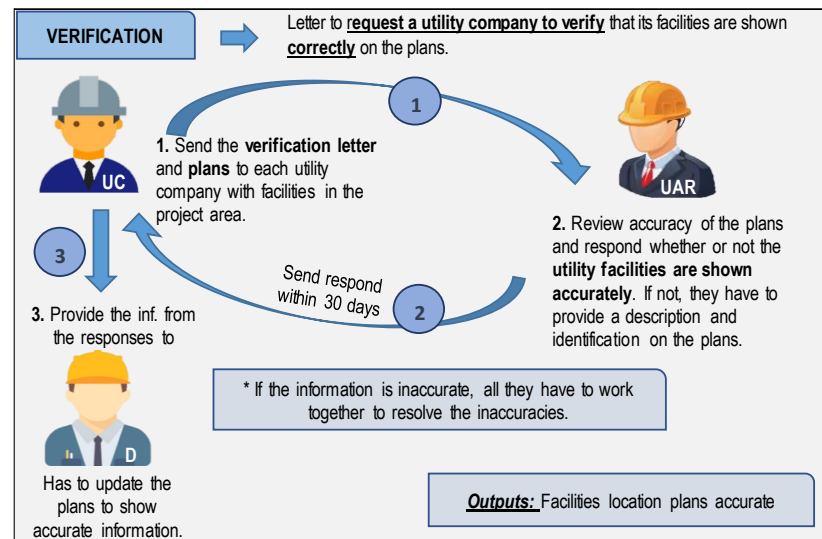 VERIFICATION
Letter to request a utility company to verify that its facilities are shown
correctly on the plans.
1
UC
1. Send the verification letter
and plans to each utility
company with facilities in the
project area.
UAR
2. Review accuracy of the plans
and respond whether or not the
utility facilities are shown
accurately. If not, they have to
provide a description and
identification on the plans.
Send respond
within 30 days
2
3
3. Provide the inf. from
the responses to
D
Has to update the
plans to show
accurate information.
* If the information is inaccurate, all they have to work
together to resolve the inaccuracies.
Outputs: Facilities location plans accurate